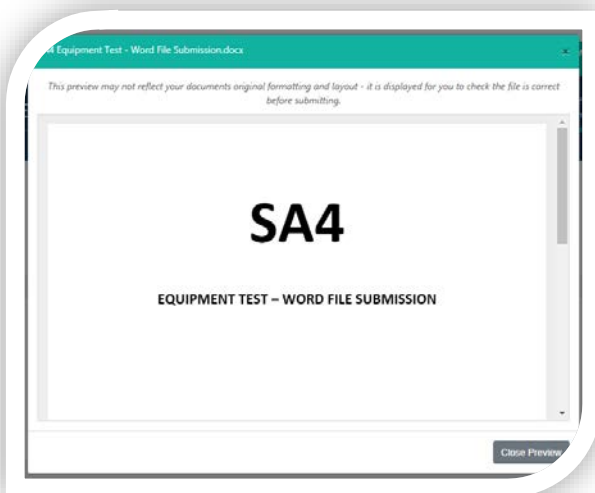 4 Equipment Test - Word File Submission.docx
This preview may not reflect your documents original formatting and layout - it is displayed for you to check the file is correct
before submitting.
SA4
EQUIPMENT TEST – WORD FILE SUBMISSION
Close Preview